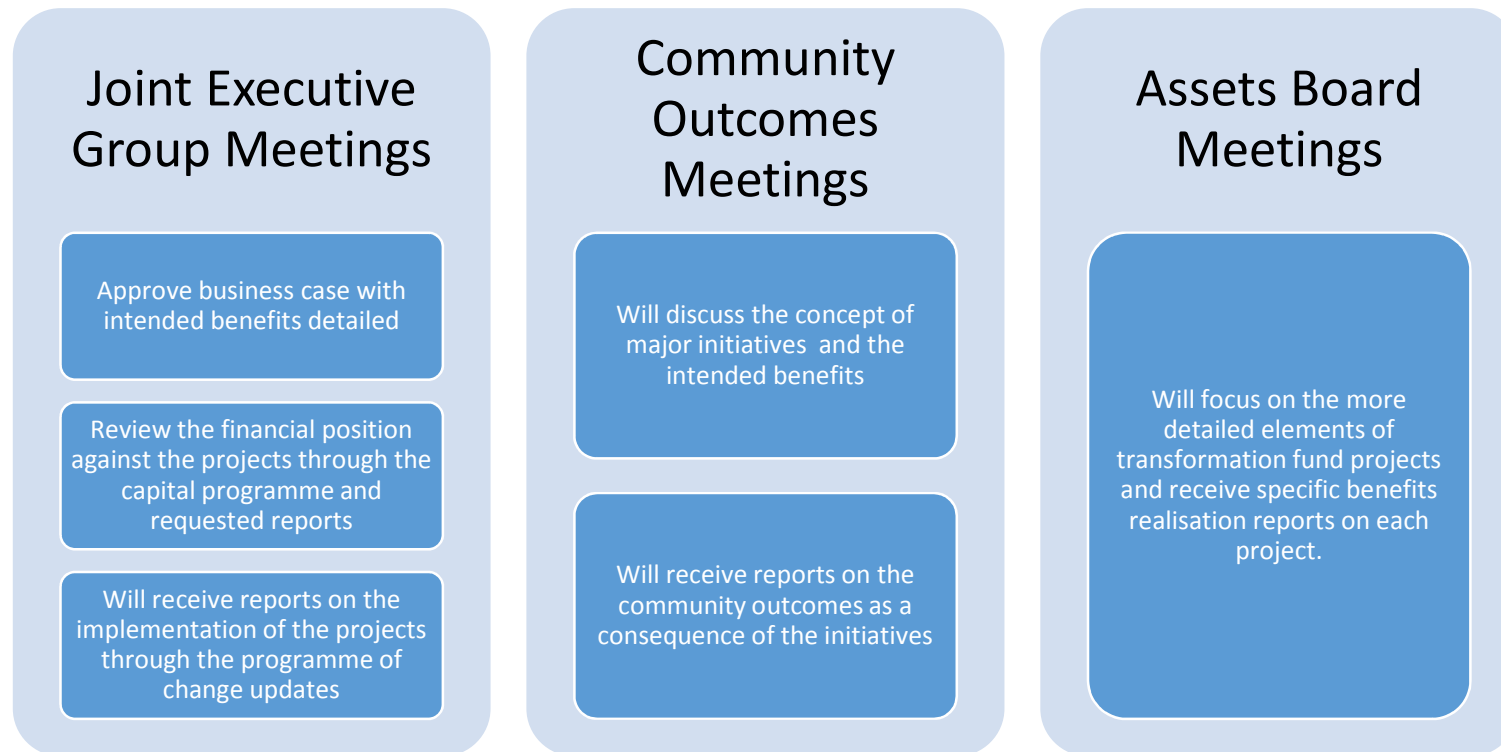 Joint Executive
Group Meetings
Approve business case with
intended benefits detailed
Review the financial position
against the projects through the
capital programme and
requested reports
Will receive reports on the
implementation of the projects
through the programme of
change updates
Community
Outcomes
Meetings
Will discuss the concept of
major initiatives and the
intended benefits
Will receive reports on the
community outcomes as a
consequence of the initiatives
Assets Board
Meetings
Will focus on the more
detailed elements of
transformation fund projects
and receive specific benefits
realisation reports on each
project.